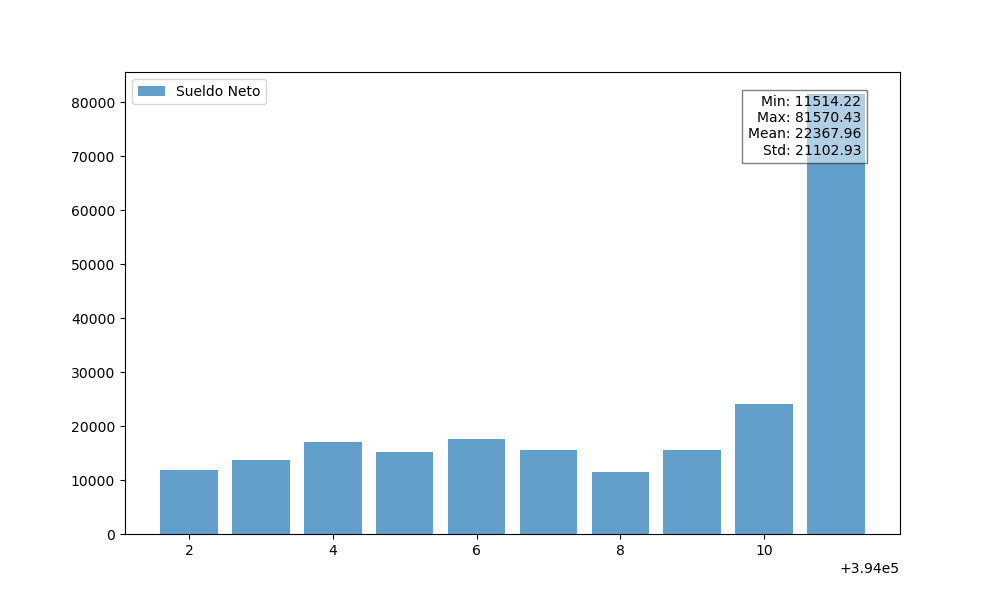 Sueldo Neto
Min: 11514.22
Max: 81570.43
Mean: 22367.96
Std: 21102.93
80000
70000
60000
50000
40000
30000
20000
10000
0
2 4 6 8 10
+3.94e5